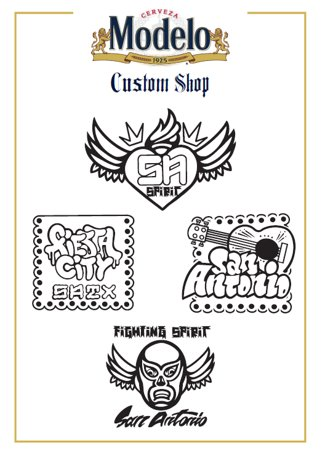 CERVEZA
Modelo
1925
Custom Shop
SA
SPIRIT
FIESTA
CITY
SATX
San
Antonio
FIGHTING SPIRIT
San Antonio